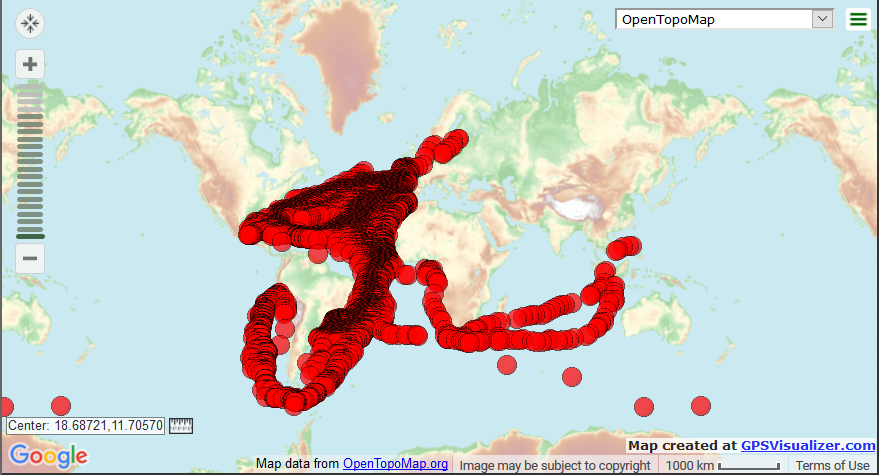 OpenTopoMap
Center: 18.68721,11.70570
Google
Map created at GPSVisualizer.com
Map data from OpenTopoMap.org
Image may be subject to copyright
1000 km
Terms of Use